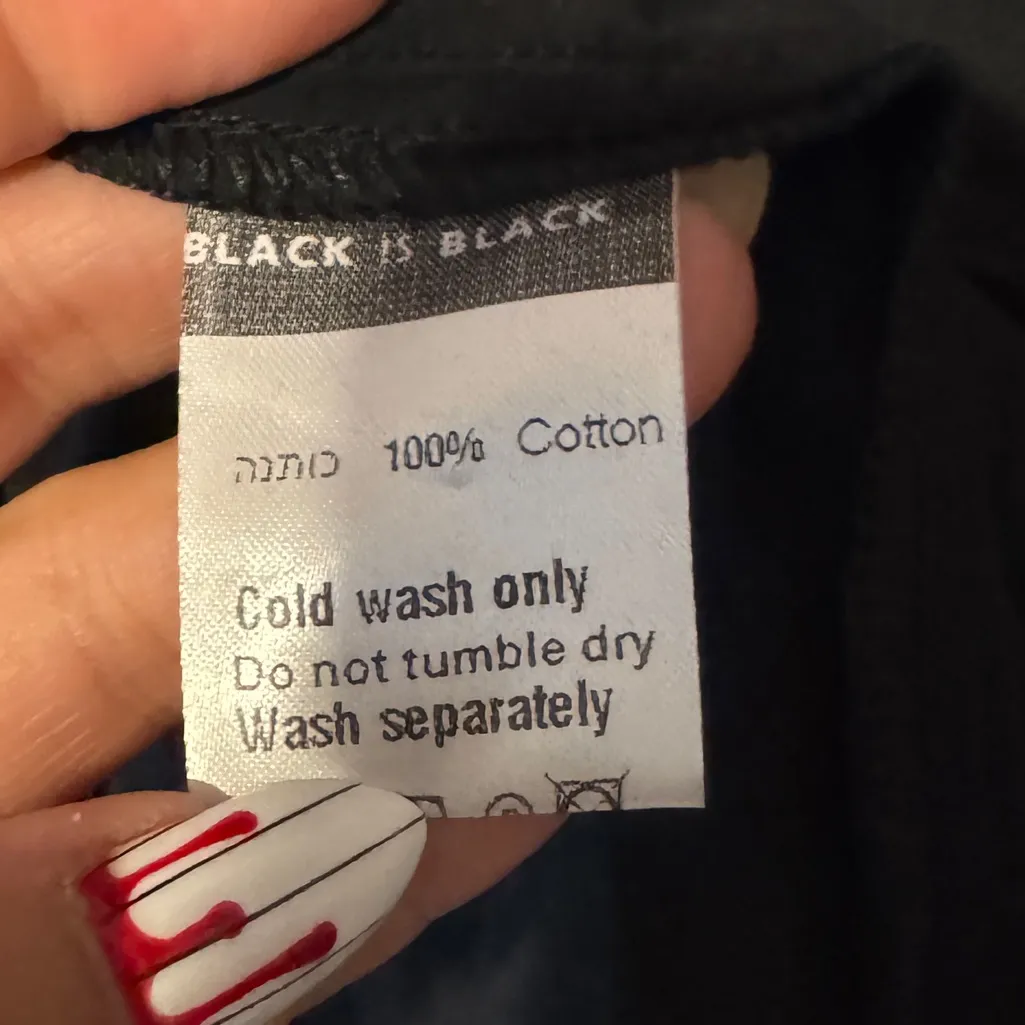 BLACK IS BLACK
כותנה 100% Cotton
Cold wash only
Do not tumble dry
Wash separately